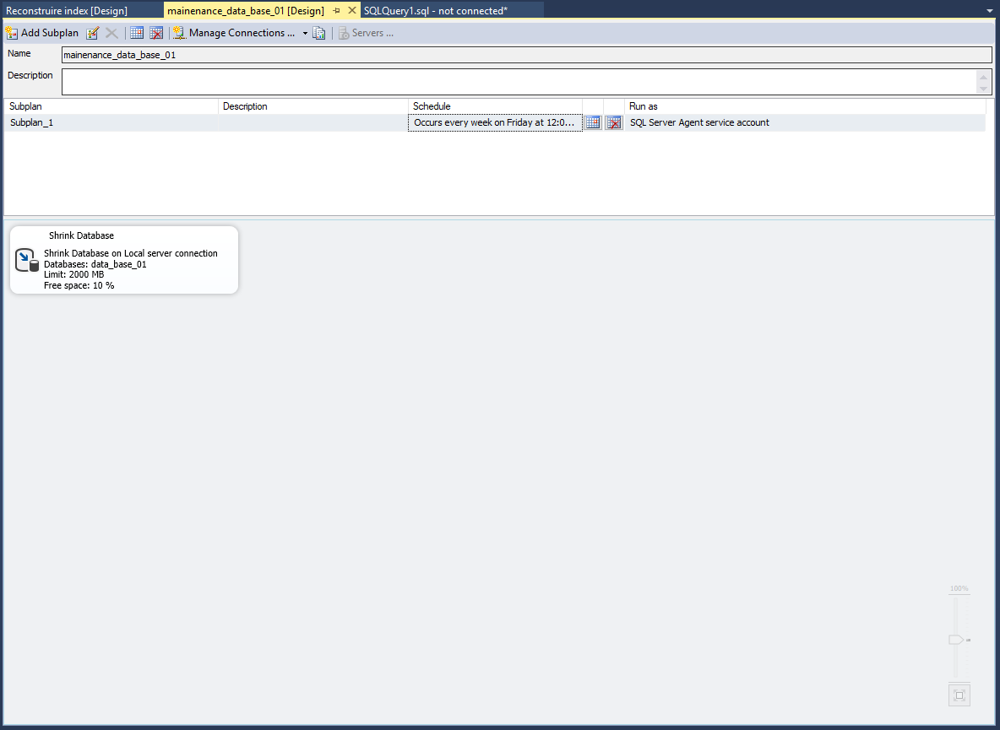 Reconstruire index [Design]
mainenance_data_base_01 [Design]
SQLQuery1.sql - not connected*
Add Subplan
Manage Connections ...
Servers ...
Name
mainenance_data_base_01
Description
Subplan Description Schedule Run as
Subplan_1 Occurs every week on Friday at 12:0... SQL Server Agent service account
Shrink Database
Shrink Database on Local server connection
Databases: data_base_01
Limit: 2000 MB
Free space: 10 %
100%